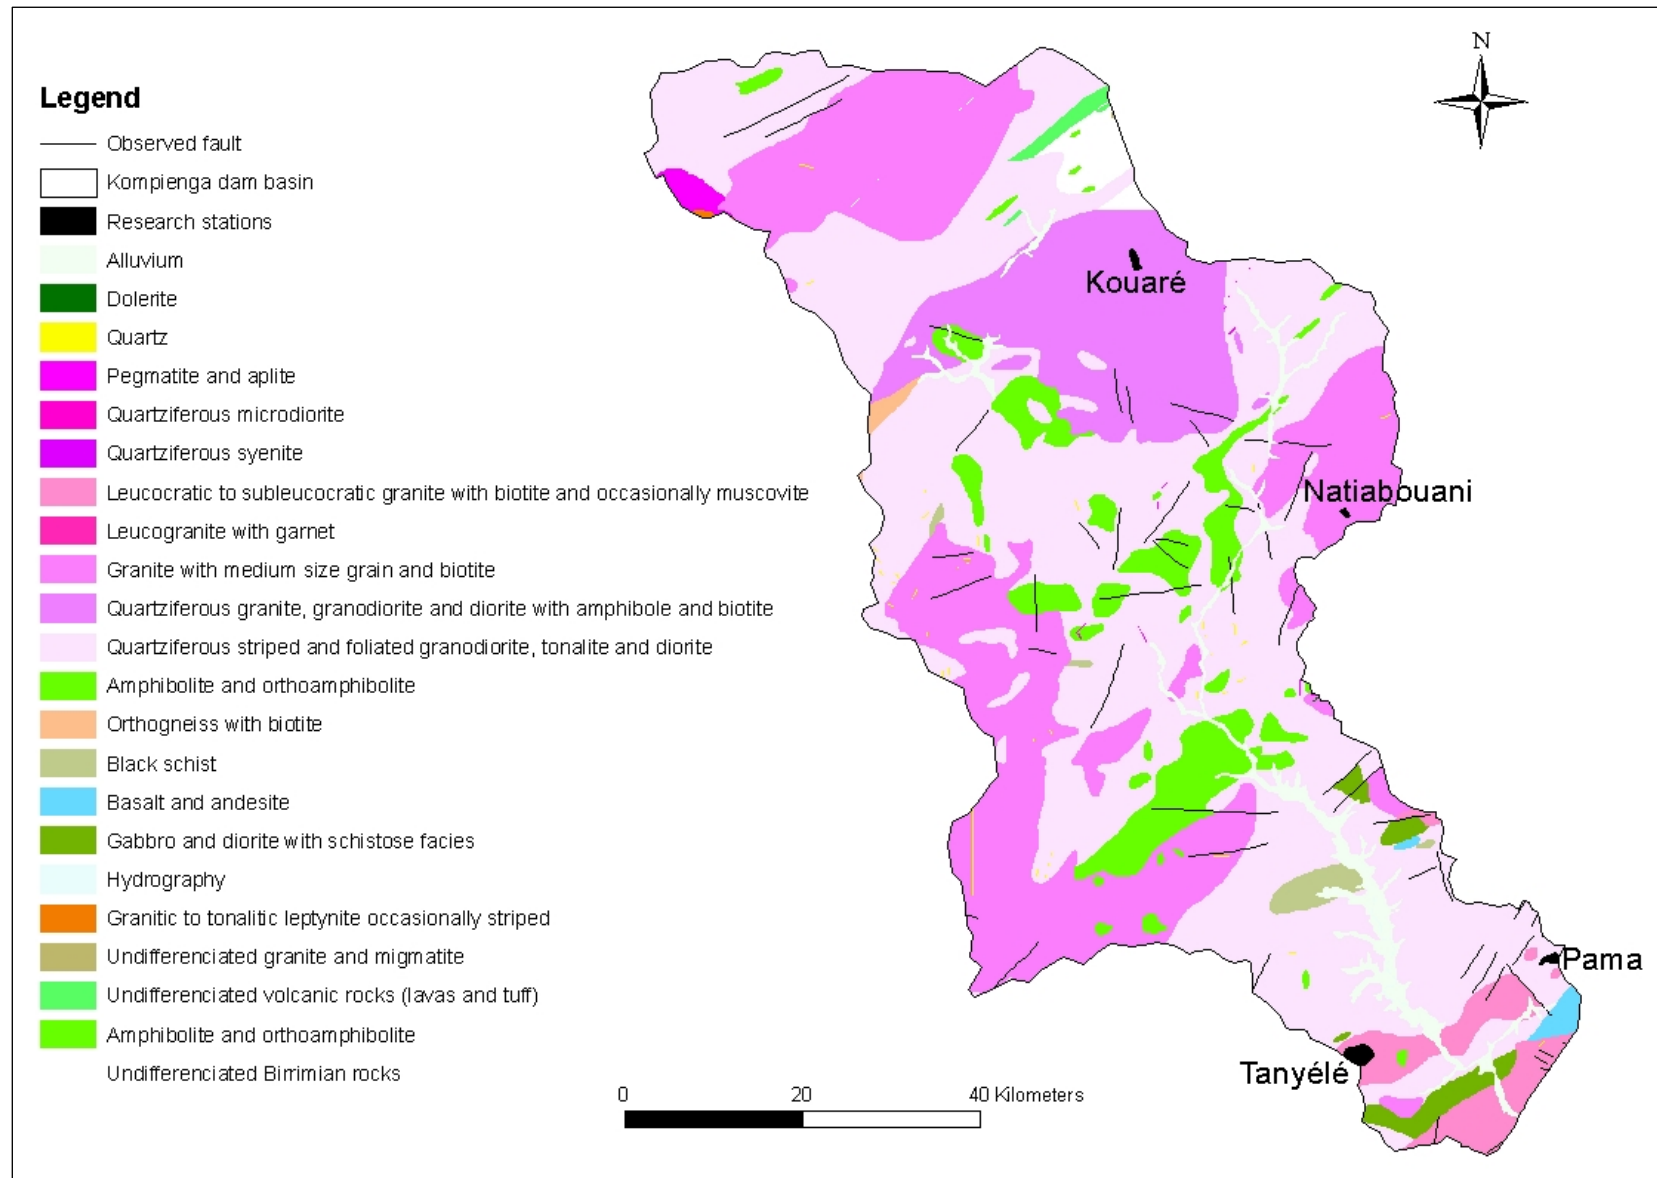 N
Legend
Observed fault
Kompienga dam basin
Research stations
Alluvium
Dolerite
Quartz
Pegmatite and aplite
Quartziferous microdiorite
Quartziferous syenite
Leucocratic to subleucocratic granite with biotite and occasionally muscovite
Leucogranite with garnet
Granite with medium size grain and biotite
Quartziferous granite, granodiorite and diorite with amphibole and biotite
Quartziferous striped and foliated granodiorite, tonalite and diorite
Amphibolite and orthoamphibolite
Orthogneiss with biotite
Black schist
Basalt and andesite
Gabbro and diorite with schistose facies
Hydrography
Granitic to tonalitic leptynite occasionally striped
Undifferenciated granite and migmatite
Undifferenciated volcanic rocks (lavas and tuff)
Amphibolite and orthoamphibolite
Undifferenciated Birrimian rocks
Kouaré
Natiabouani
Pama
Tanyélé
0 20 40 Kilometers